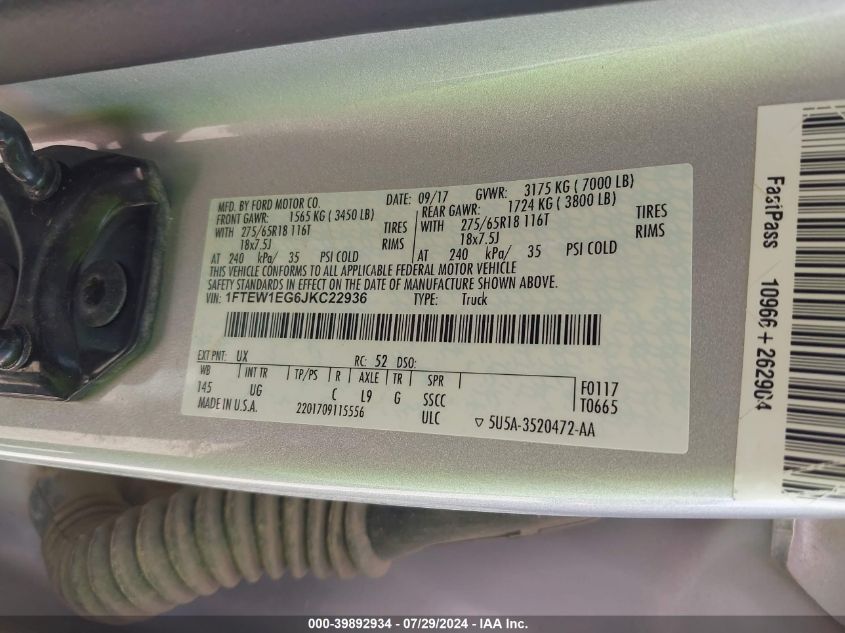 MFD. BY FORD MOTOR CO. DATE: 09/17 GVWR: 3175 KG ( 7000 LB)
FRONT GAWR: 1565 KG ( 3450 LB) REAR GAWR: 1724 KG ( 3800 LB)
WITH 275/65R18 116T TIRES WITH 275/65R18 116T TIRES
18x7.5J RIMS 18x7.5J RIMS
AT 240 kPa/ 35 PSI COLD AT 240 kPa/ 35 PSI COLD
THIS VEHICLE CONFORMS TO ALL APPLICABLE FEDERAL MOTOR VEHICLE
SAFETY STANDARDS IN EFFECT ON THE DATE OF MANUFACTURE SHOWN ABOVE.
VIN: 1FTEW1EG6JKC22936 TYPE: Truck
EXT PNT: UX RC: 52 DSO:
WB INT TR TP/PS R AXLE TR SPR
145 UG C L9 G SSCC
ULC
F0117
T0665
MADE IN U.S.A. 2201709115556
▽ 5U5A-3520472-AA
FastPass 10966+262904
000-39892934 / 07/29/2024 / IAA Inc.